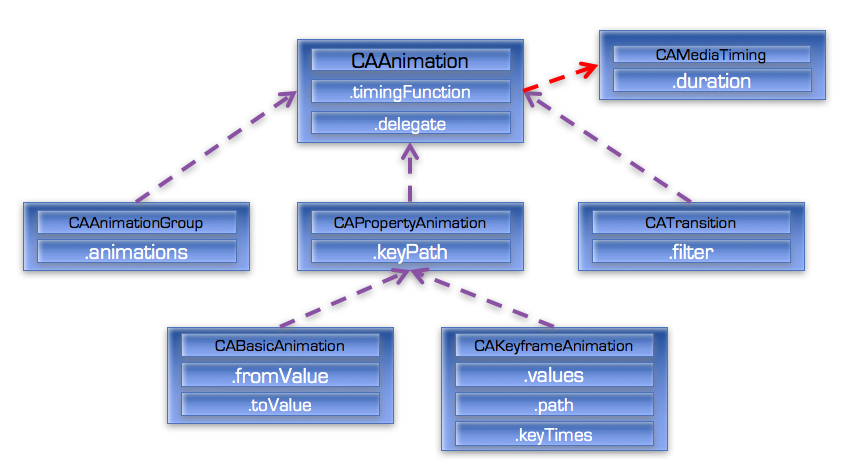 CAAnimation
.timingFunction
.delegate
CAMediaTiming
.duration
CAAnimationGroup
.animations
CAPropertyAnimation
.keyPath
CATransition
.filter
CABasicAnimation
.fromValue
.toValue
CAKeyframeAnimation
.values
.path
.keyTimes